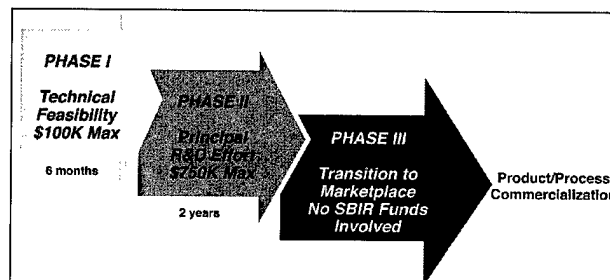 PHASE I
Technical
Feasibility
$100K Max
6 months
PHASE II
Principal
R&D Effort
$750K Max
2 years
PHASE III
Transition to
Marketplace
No SBIR Funds
Involved
Product/Process
Commercialization